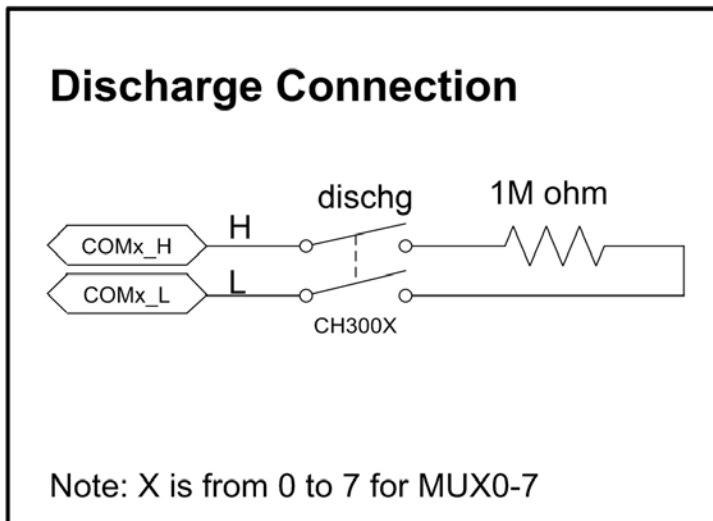 Discharge Connection
dischg
1M ohm
H
COMx_H
L
COMx_L
CH300X
Note: X is from 0 to 7 for MUX0-7